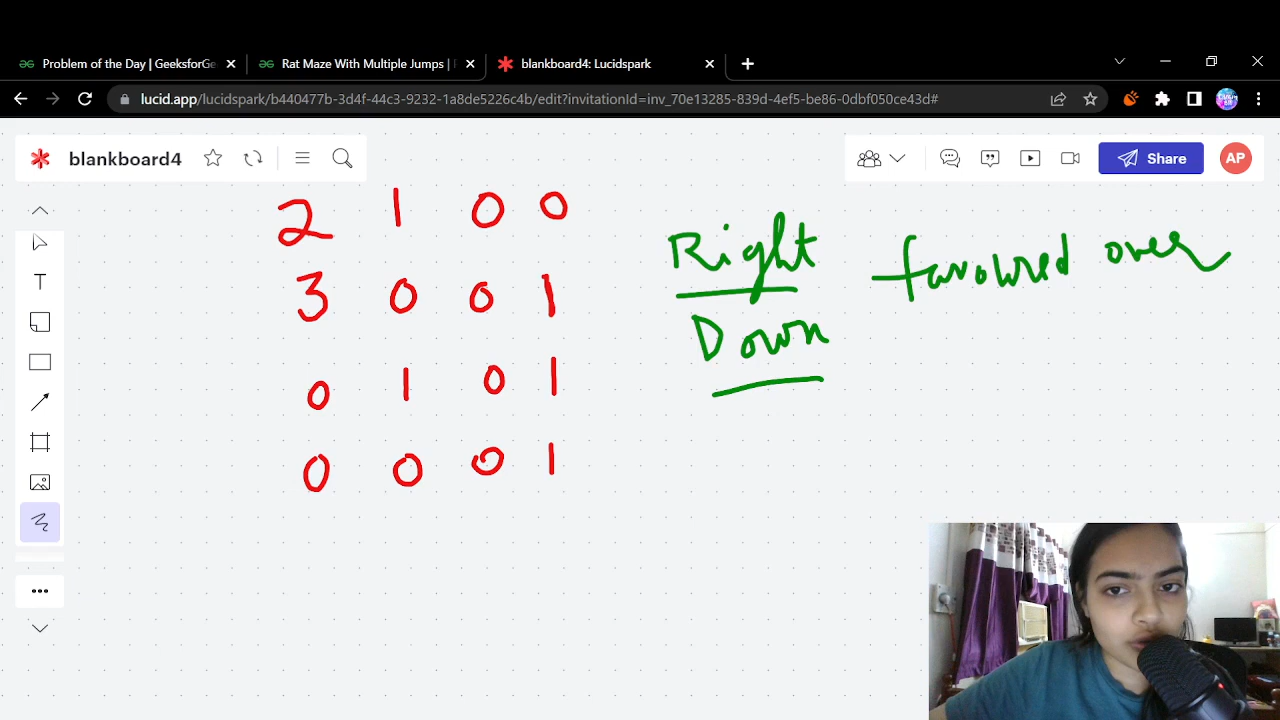 Problem of the Day | GeeksforGe
Rat Maze With Multiple Jumps |
blankboard4: Lucidspark
lucid.app/lucidspark/b440477b-3d4f-44c3-9232-1a8de5226c4b/edit?invitationId=inv_70e13285-839d-4ef5-be86-0dbf050ce43d#
blankboard4
Share
AP
T
2 1 0 0
3 0 0 1
0 1 0 1
0 0 0 1
Right favoured over
Down